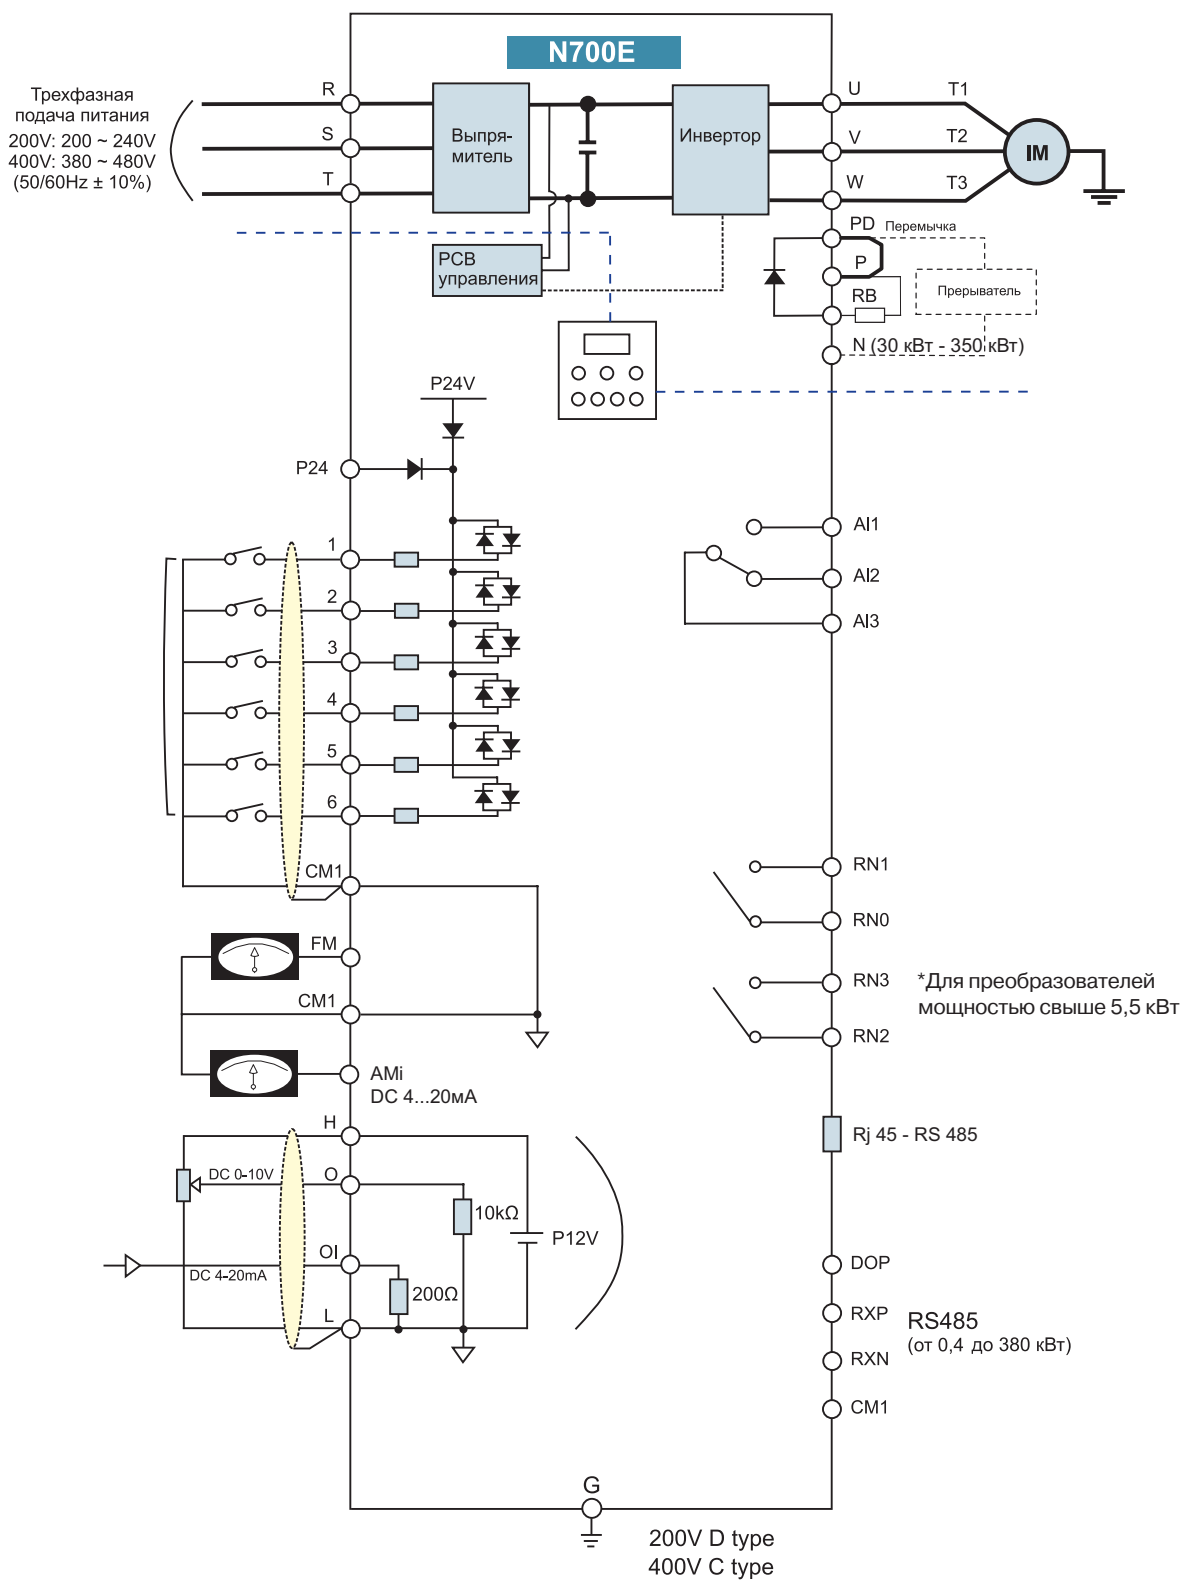 N700E
Трехфазная
подача питания
200V: 200 ~ 240V
400V: 380 ~ 480V
(50/60Hz ± 10%)
R
S
T
Выпря-
митель
Инвертор
U
V
W
T1
T2
T3
IM
PCB
управления
PD
Перемычка
P
Прерыватель
RB
N (30 кВт - 350 кВт)
P24V
P24
1
2
3
4
5
6
CM1
AI1
AI2
AI3
RN1
RN0
RN3
RN2
*Для преобразователей
мощностью свыше 5,5 кВт
FM
CM1
AMi
DC 4...20мА
H
DC 0-10V
O
10kΩ
P12V
OI
DC 4-20mA
200Ω
L
Rj 45 - RS 485
DOP
RXP
RXN
CM1
RS485
(от 0,4 до 380 кВт)
G
200V D type
400V C type